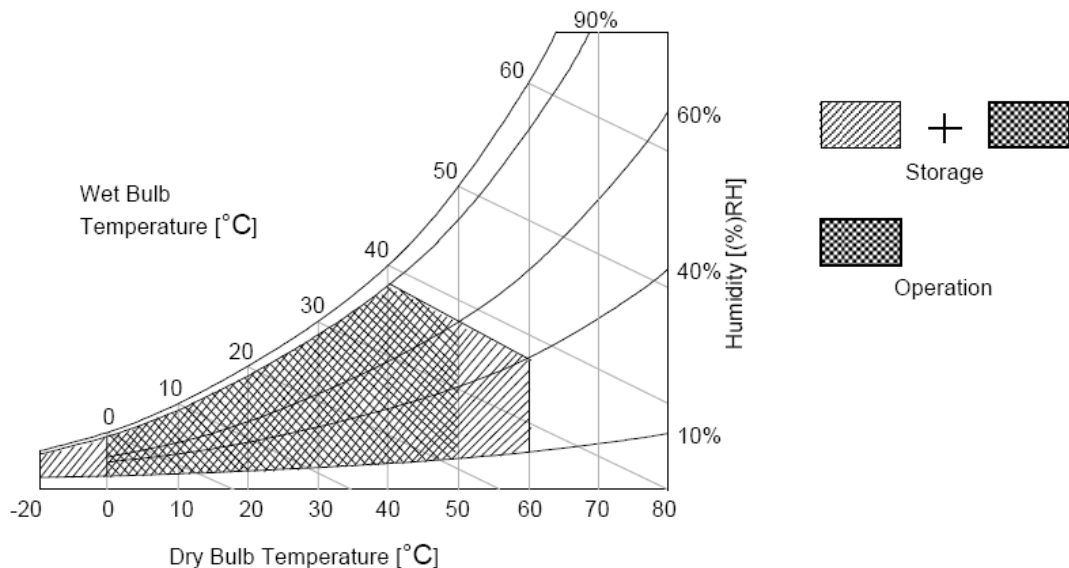 90%
60
60%
50
Wet Bulb
Temperature [°C]
40
30
20
10
0
40%
10%
Humidity [(%)RH]
-20 0 10 20 30 40 50 60 70 80
Dry Bulb Temperature [°C]
+
Storage
Operation